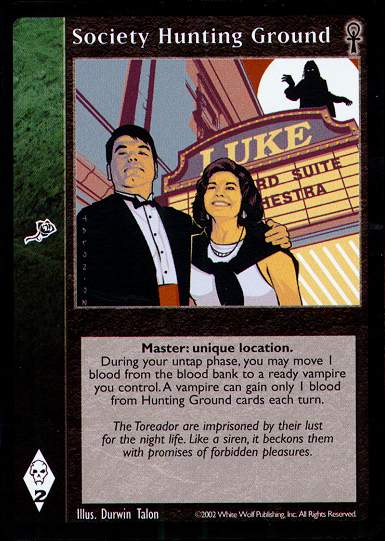 Society Hunting Ground
LUKE
RD SUITE
HESTRA
Master: unique location.
During your untap phase, you may move 1
blood from the blood bank to a ready vampire
you control. A vampire can gain only 1 blood
from Hunting Ground cards each turn.
The Toreador are imprisoned by their lust
for the night life. Like a siren, it beckons them
with promises of forbidden pleasures.
2
Illus. Durwin Talon
©2002 White Wolf Publishing, Inc. All Rights Reserved.